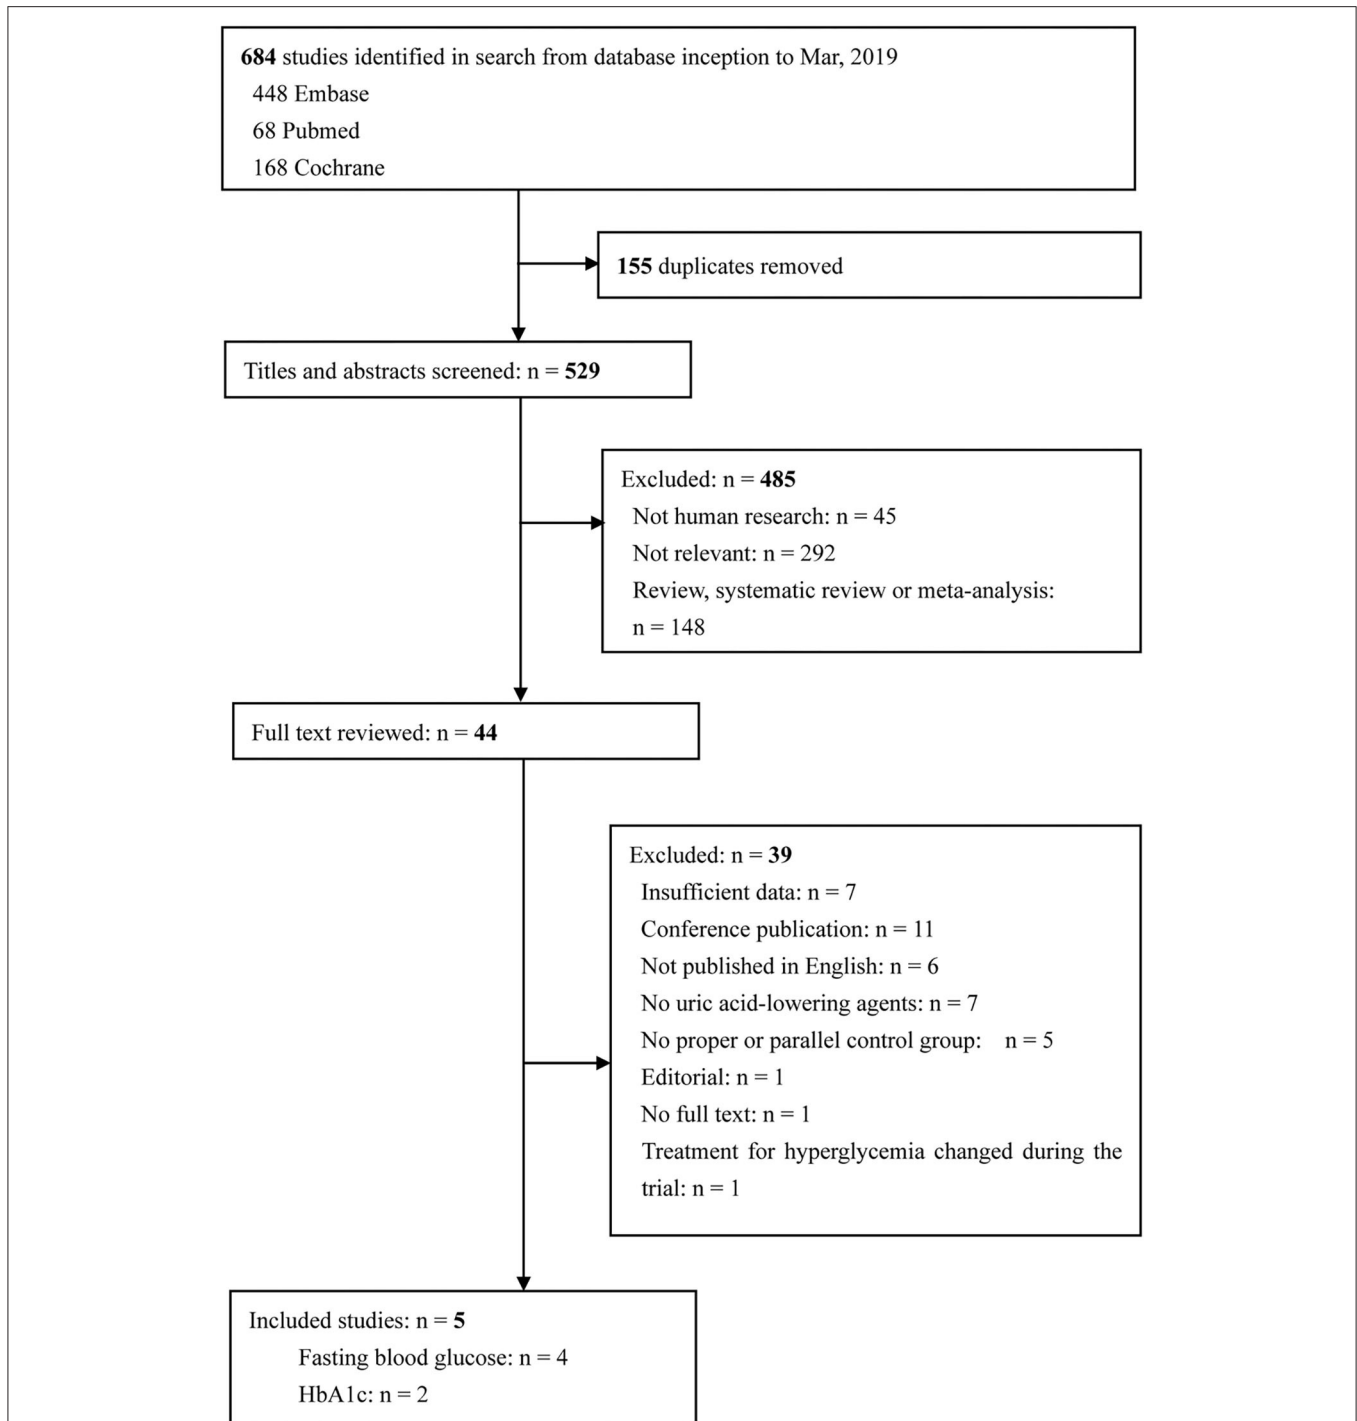 684 studies identified in search from database inception to Mar, 2019
448 Embase
68 Pubmed
168 Cochrane
155 duplicates removed
Titles and abstracts screened: n = 529
Excluded: n = 485
Not human research: n = 45
Not relevant: n = 292
Review, systematic review or meta-analysis:
n = 148
Full text reviewed: n = 44
Excluded: n = 39
Insufficient data: n = 7
Conference publication: n = 11
Not published in English: n = 6
No uric acid-lowering agents: n = 7
No proper or parallel control group: n = 5
Editorial: n = 1
No full text: n = 1
Treatment for hyperglycemia changed during the
trial: n = 1
Included studies: n = 5
Fasting blood glucose: n = 4
HbA1c: n = 2